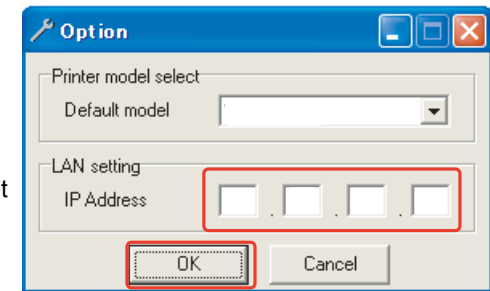 Option
Printer model select
Default model
LAN setting
t
IP Address . . .
OK Cancel